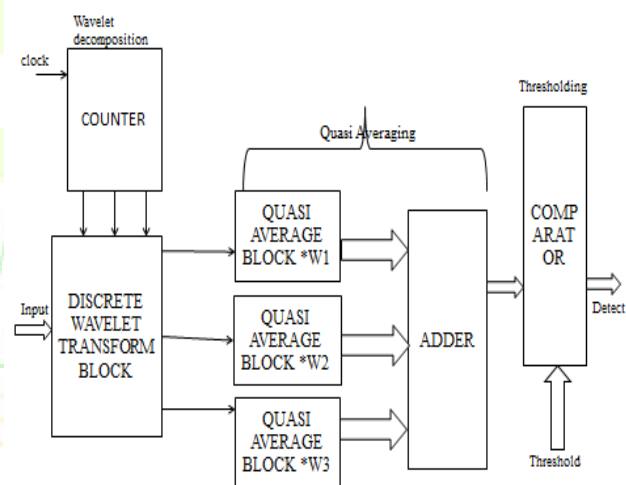 Wavelet
decomposition
clock
COUNTER
Thresholding
Quasi Averaging
QUASI
AVERAGE
BLOCK *W1
COMP
ARAT
OR
Input
DISCRETE
WAVELET
TRANSFORM
BLOCK
QUASI
AVERAGE
BLOCK *W2
ADDER
Detect
QUASI
AVERAGE
BLOCK *W3
Threshold